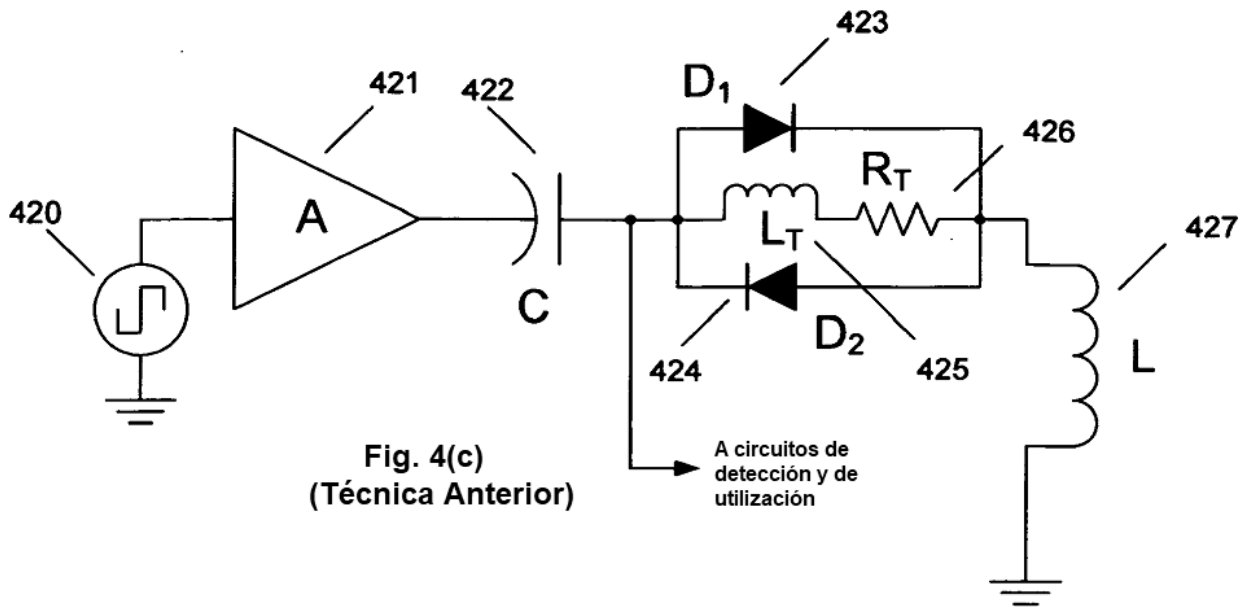 423
D1
421
422
426
RT
420
A
LT
427
C
D2
424
425
L
Fig. 4(c)
(Técnica Anterior)
A circuitos de
detección y de
utilización